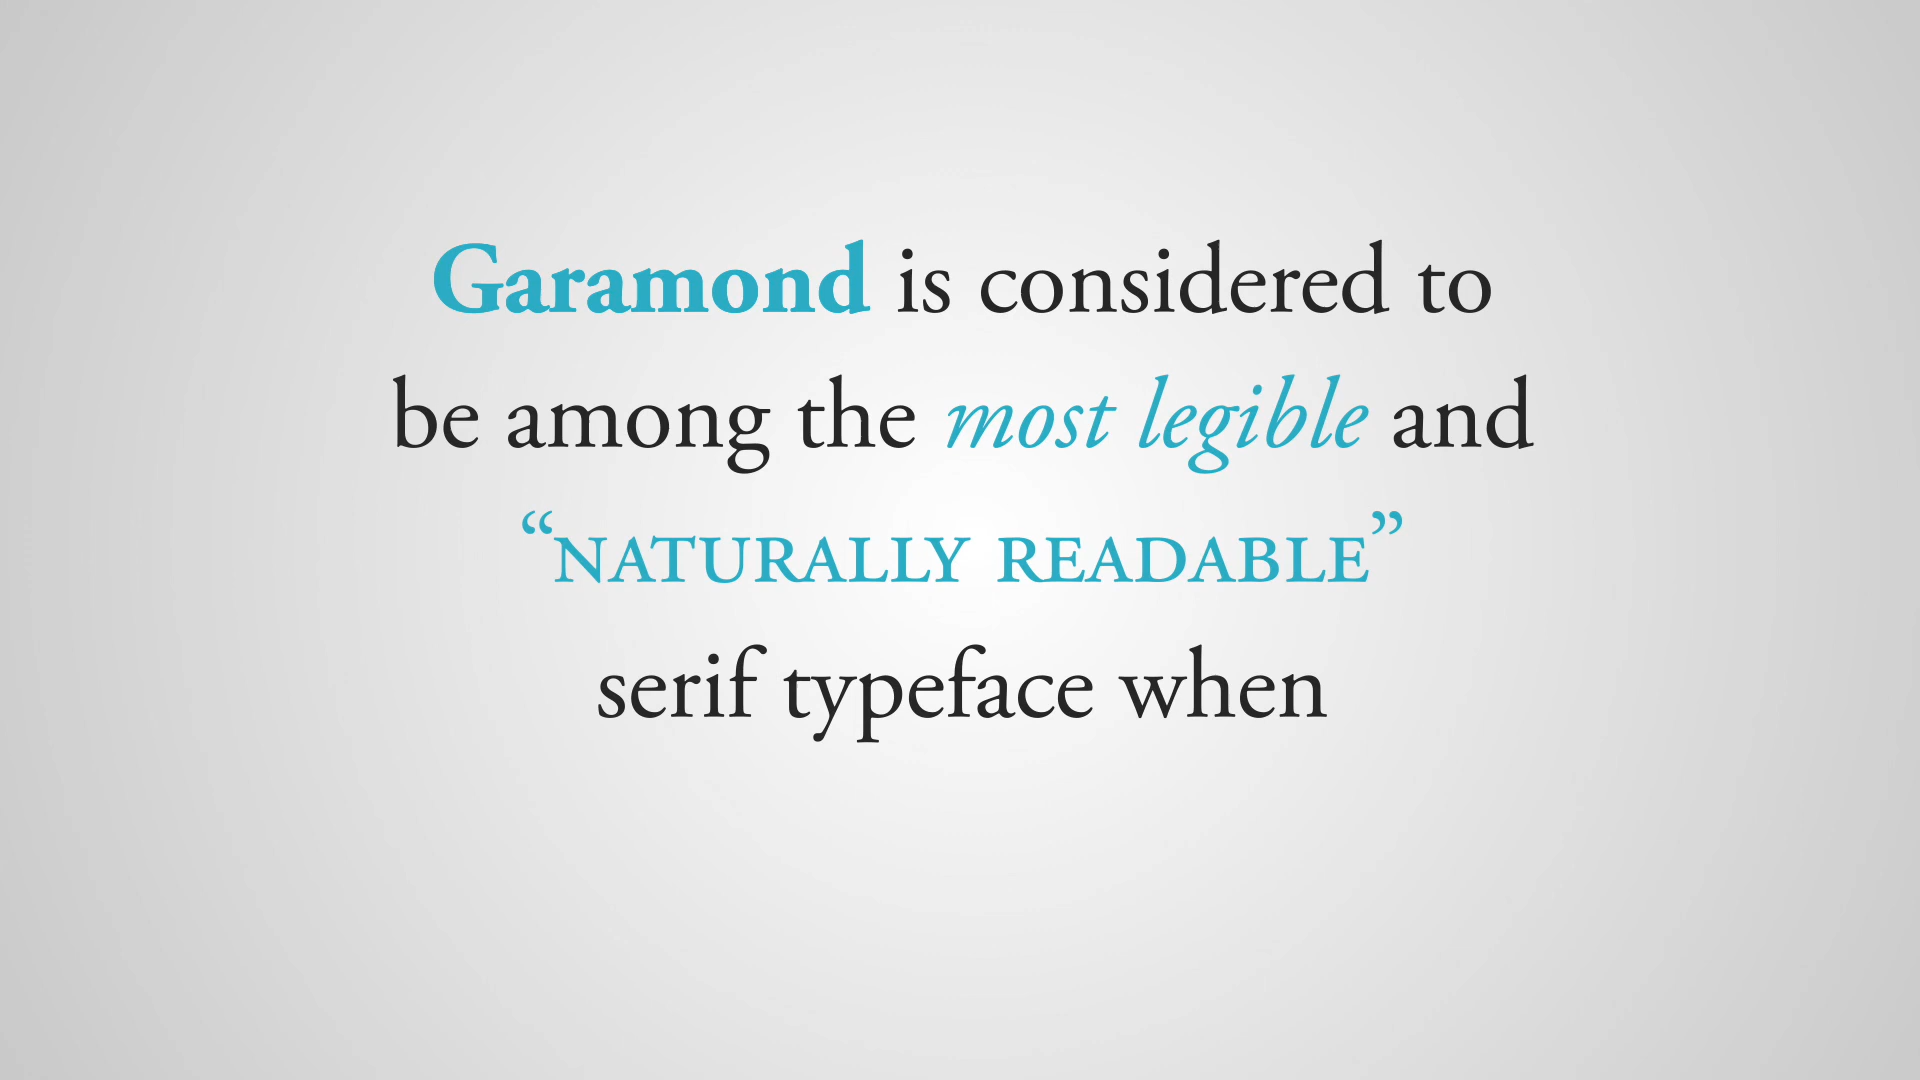 Garamond is considered to
be among the most legible and
“NATURALLY READABLE”
serif typeface when